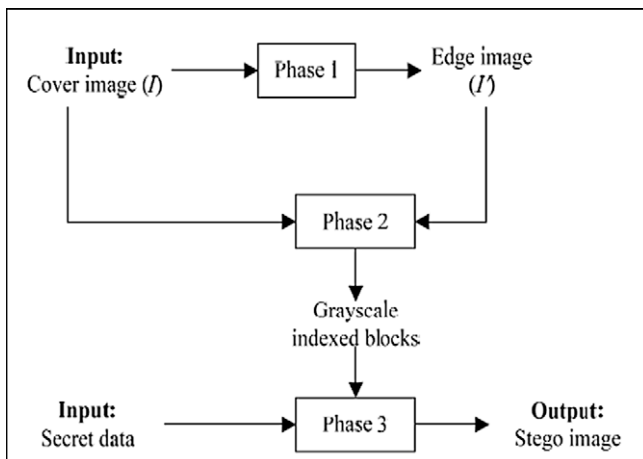 Input:
Cover image (I)
Phase 1
Edge image
(I')
Phase 2
Grayscale
indexed blocks
Input:
Secret data
Phase 3
Output:
Stego image